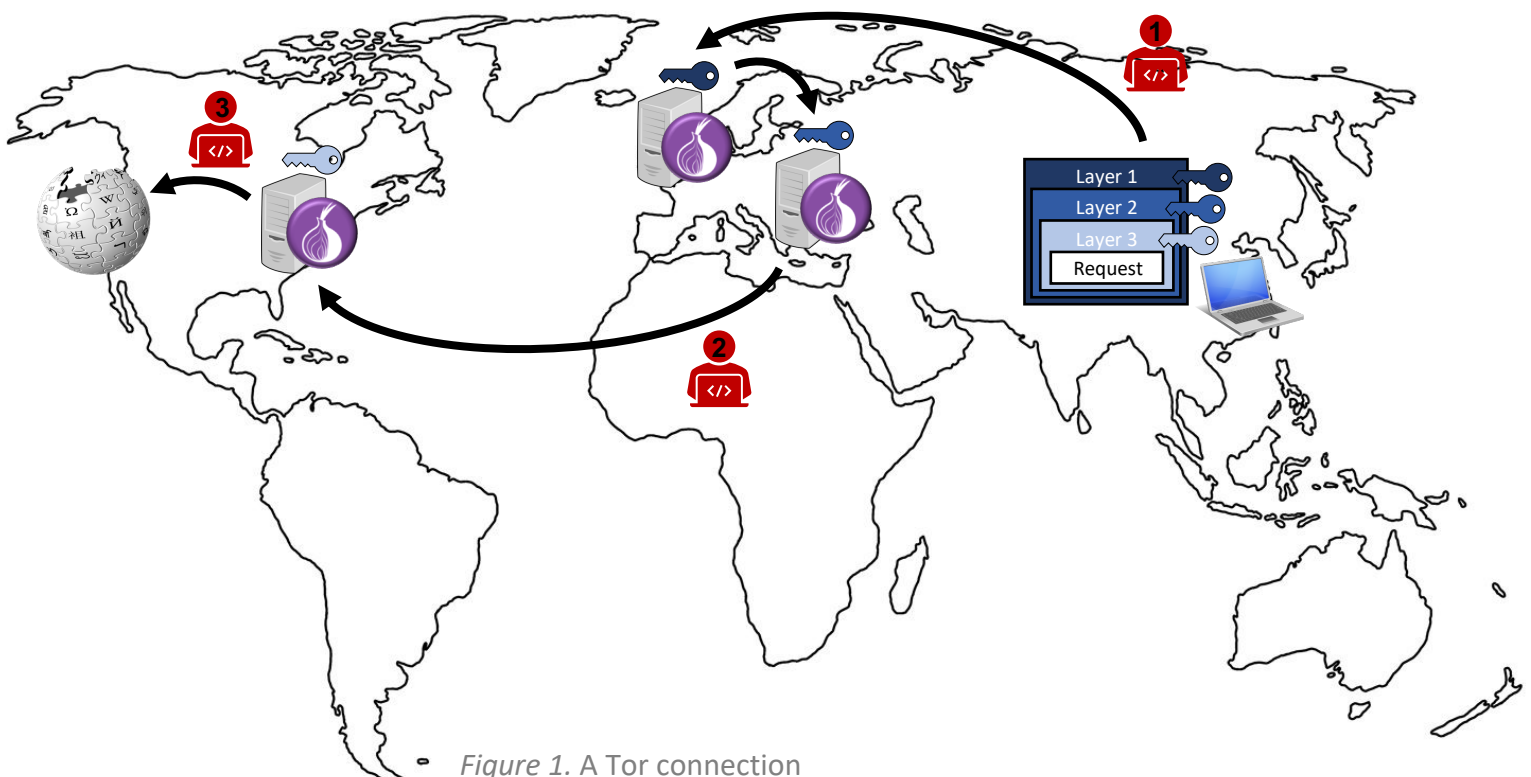 1
3
2
Layer 1
Layer 2
Layer 3
Request
</>
</>
</>
Ω
W
И
Figure 1. A Tor connection